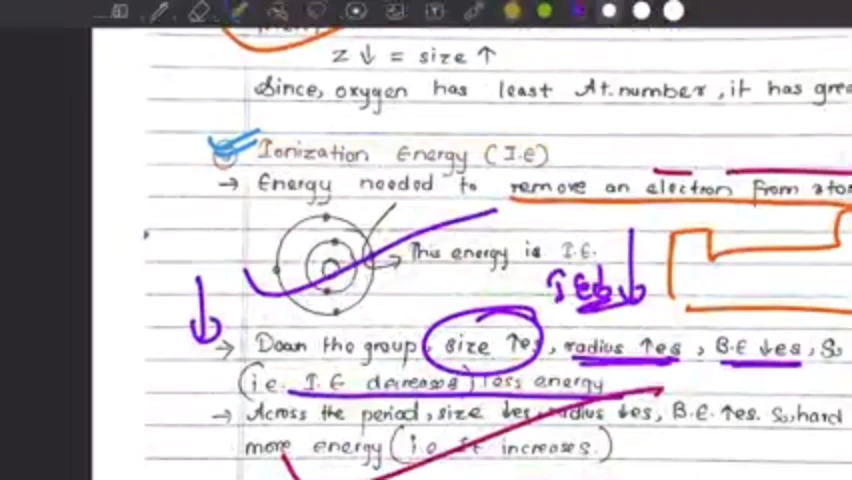 Z ↓ = size ↑
Since, oxygen has least At. number, it has grea
Ionization Energy (I.E)
→ Energy needed to remove an electron from ato
→ This energy is I.E.
IE↓
→ Down the group, size ↑es, radius ↑es, B.E ↓es, So
(i.e. I.E decreases) less energy
→ Across the period, size ↓es, radius ↓es, B.E. ↑es. So, hard
more energy (i.e It increases.)